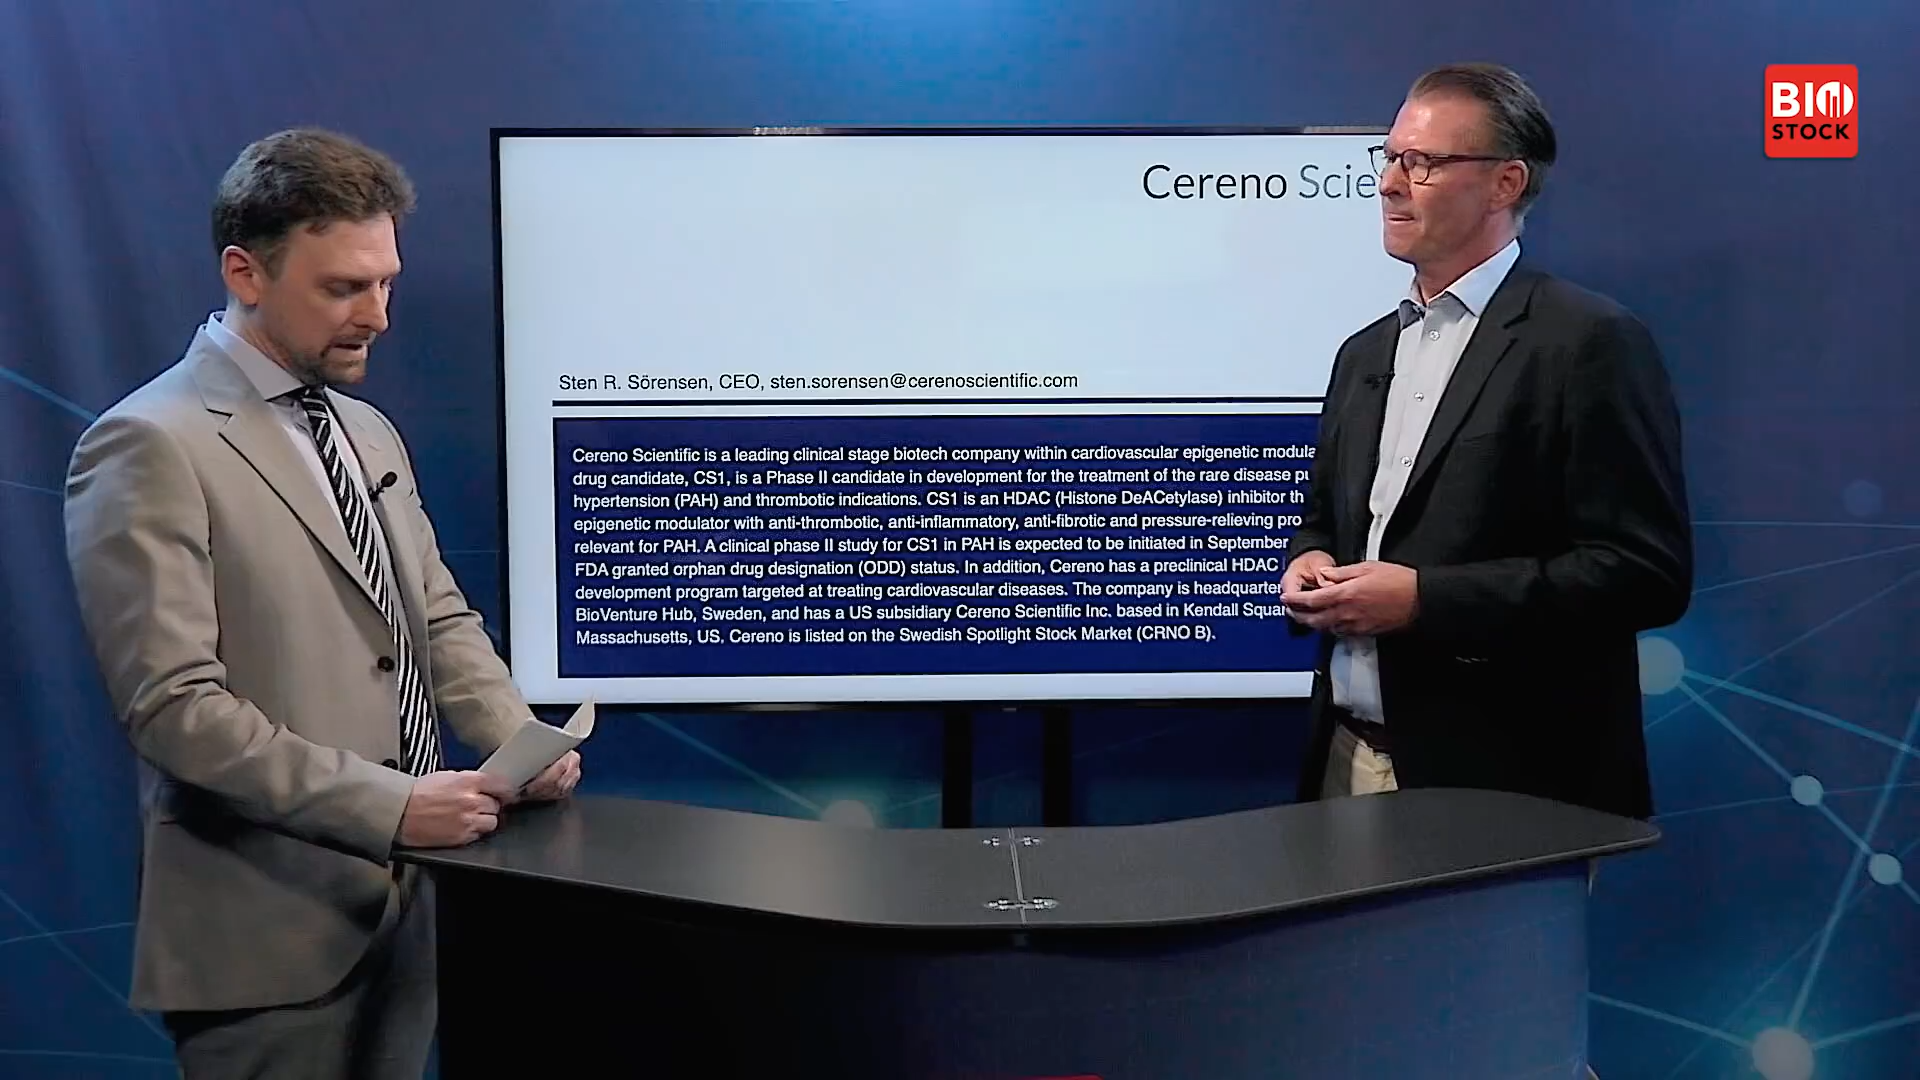 BIO
STOCK
Cereno Scie
Sten R. Sörensen, CEO, sten.sorensen@cerenoscientific.com
Cereno Scientific is a leading clinical stage biotech company within cardiovascular epigenetic modula
drug candidate, CS1, is a Phase II candidate in development for the treatment of the rare disease pu
hypertension (PAH) and thrombotic indications. CS1 is an HDAC (Histone DeACetylase) inhibitor th
epigenetic modulator with anti-thrombotic, anti-inflammatory, anti-fibrotic and pressure-relieving pro
relevant for PAH. A clinical phase II study for CS1 in PAH is expected to be initiated in September
FDA granted orphan drug designation (ODD) status. In addition, Cereno has a preclinical HDAC
development program targeted at treating cardiovascular diseases. The company is headquarter
BioVenture Hub, Sweden, and has a US subsidiary Cereno Scientific Inc. based in Kendall Squar
Massachusetts, US. Cereno is listed on the Swedish Spotlight Stock Market (CRNO B).